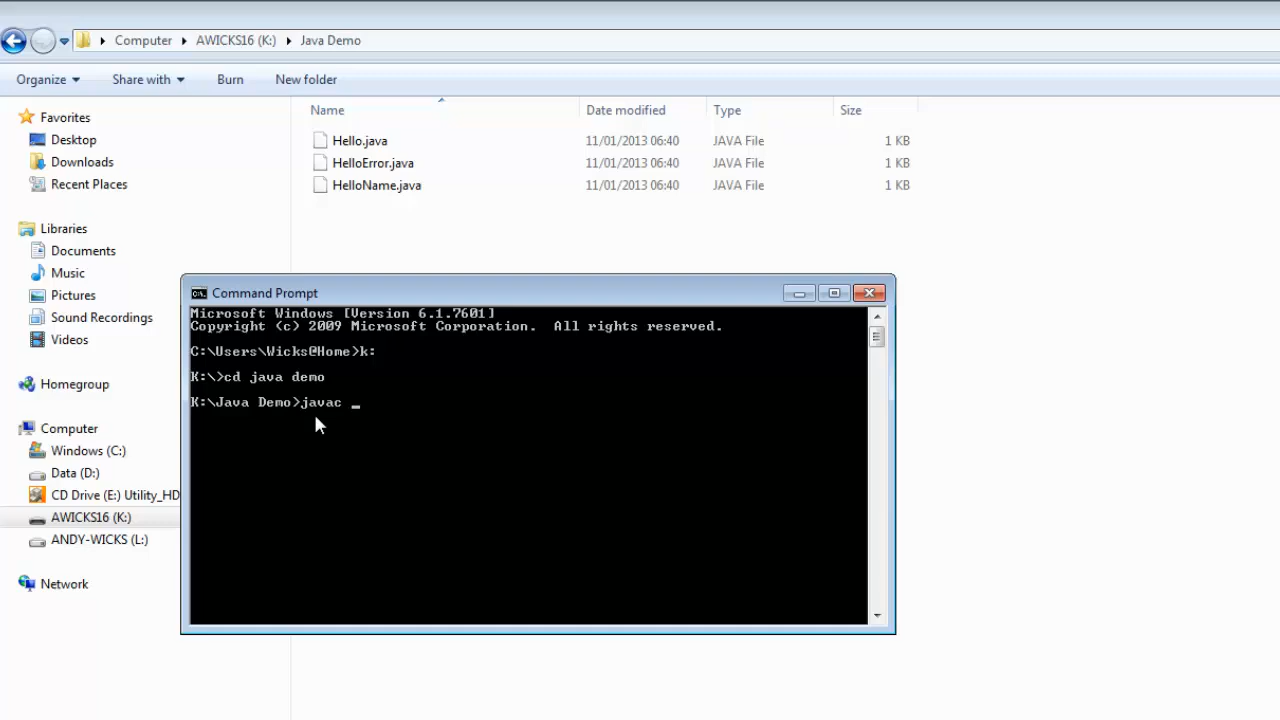 Computer AWICKS16 (K:) Java Demo
Organize Share with Burn New folder
Favorites
Desktop
Downloads
Recent Places
Libraries
Documents
Music
Pictures
Sound Recordings
Videos
Homegroup
Computer
Windows (C:)
Data (D:)
CD Drive (E:) Utility_HD
AWICKS16 (K:)
ANDY-WICKS (L:)
Network
Name Date modified Type Size
Hello.java 11/01/2013 06:40 JAVA File 1 KB
HelloError.java 11/01/2013 06:40 JAVA File 1 KB
HelloName.java 11/01/2013 06:40 JAVA File 1 KB
Command Prompt
Microsoft Windows [Version 6.1.7601]
Copyright (c) 2009 Microsoft Corporation. All rights reserved.
C:\Users\Wicks@Home>k:
K:\>cd java demo
K:\Java Demo>javac _